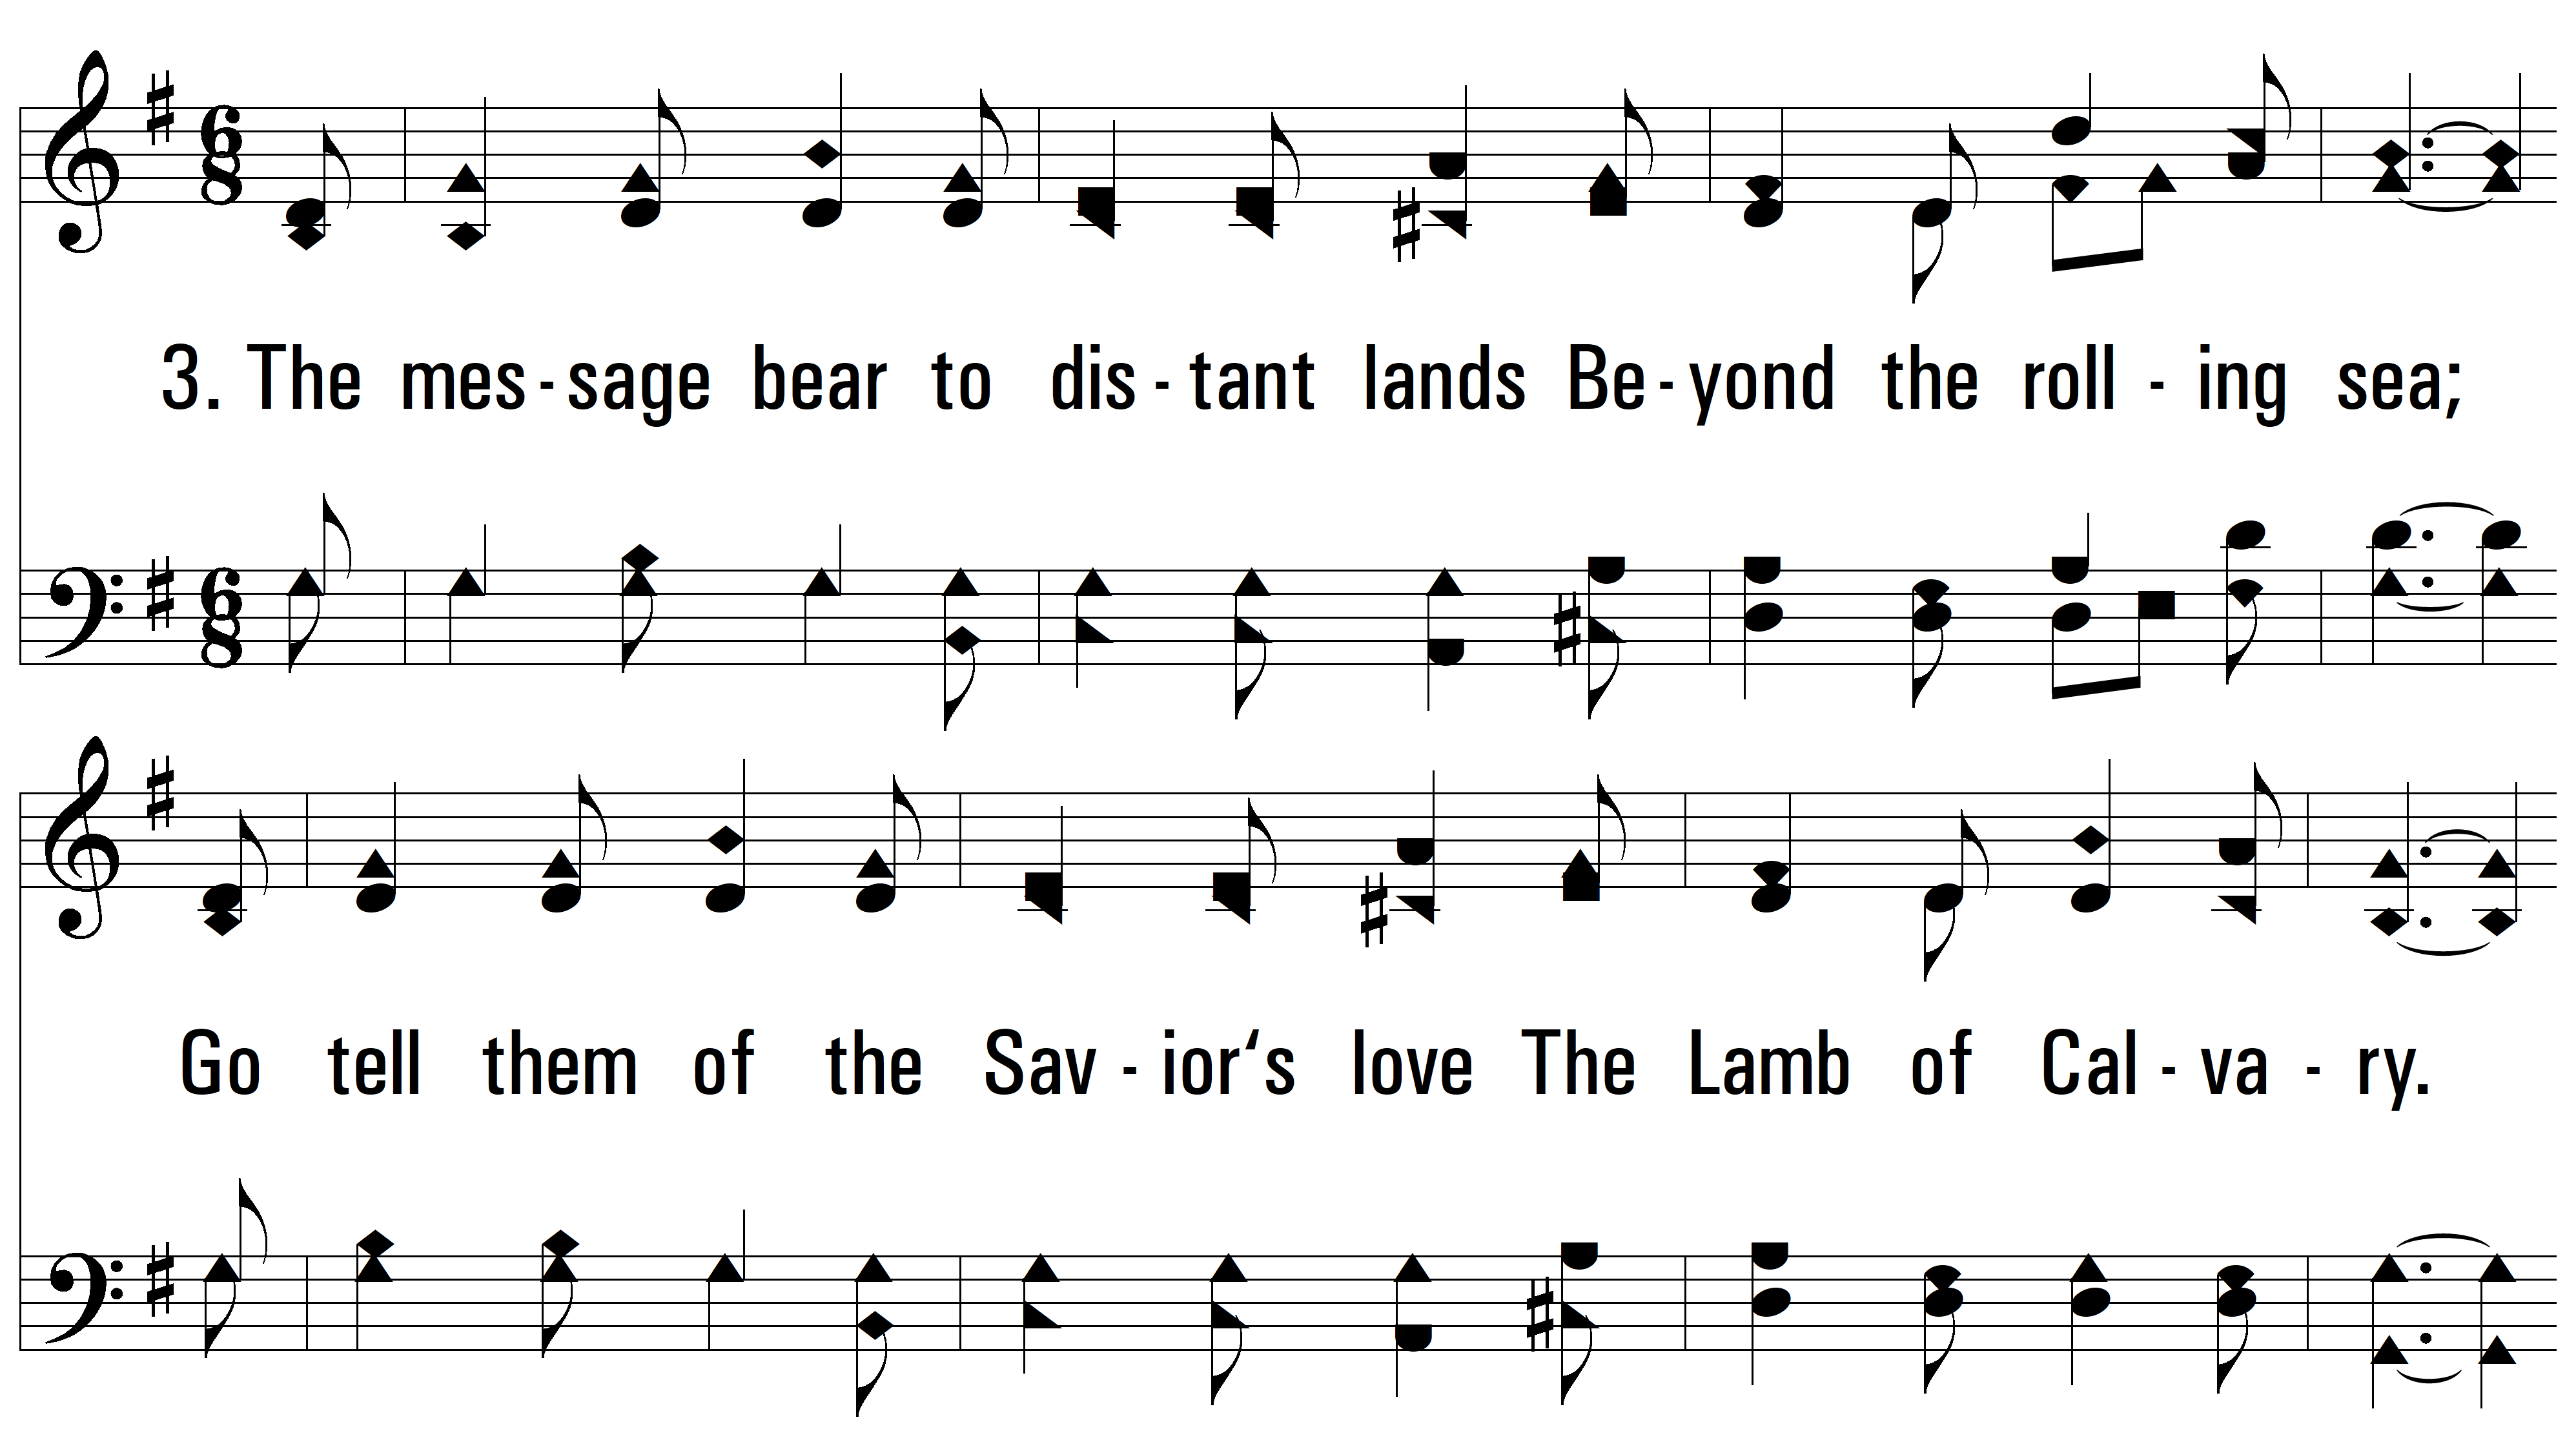 3. The mes - sage bear to dis - tant lands Be - yond the roll - ing sea;
Go tell them of the Sav - ior‘s love The Lamb of Cal - va - ry.